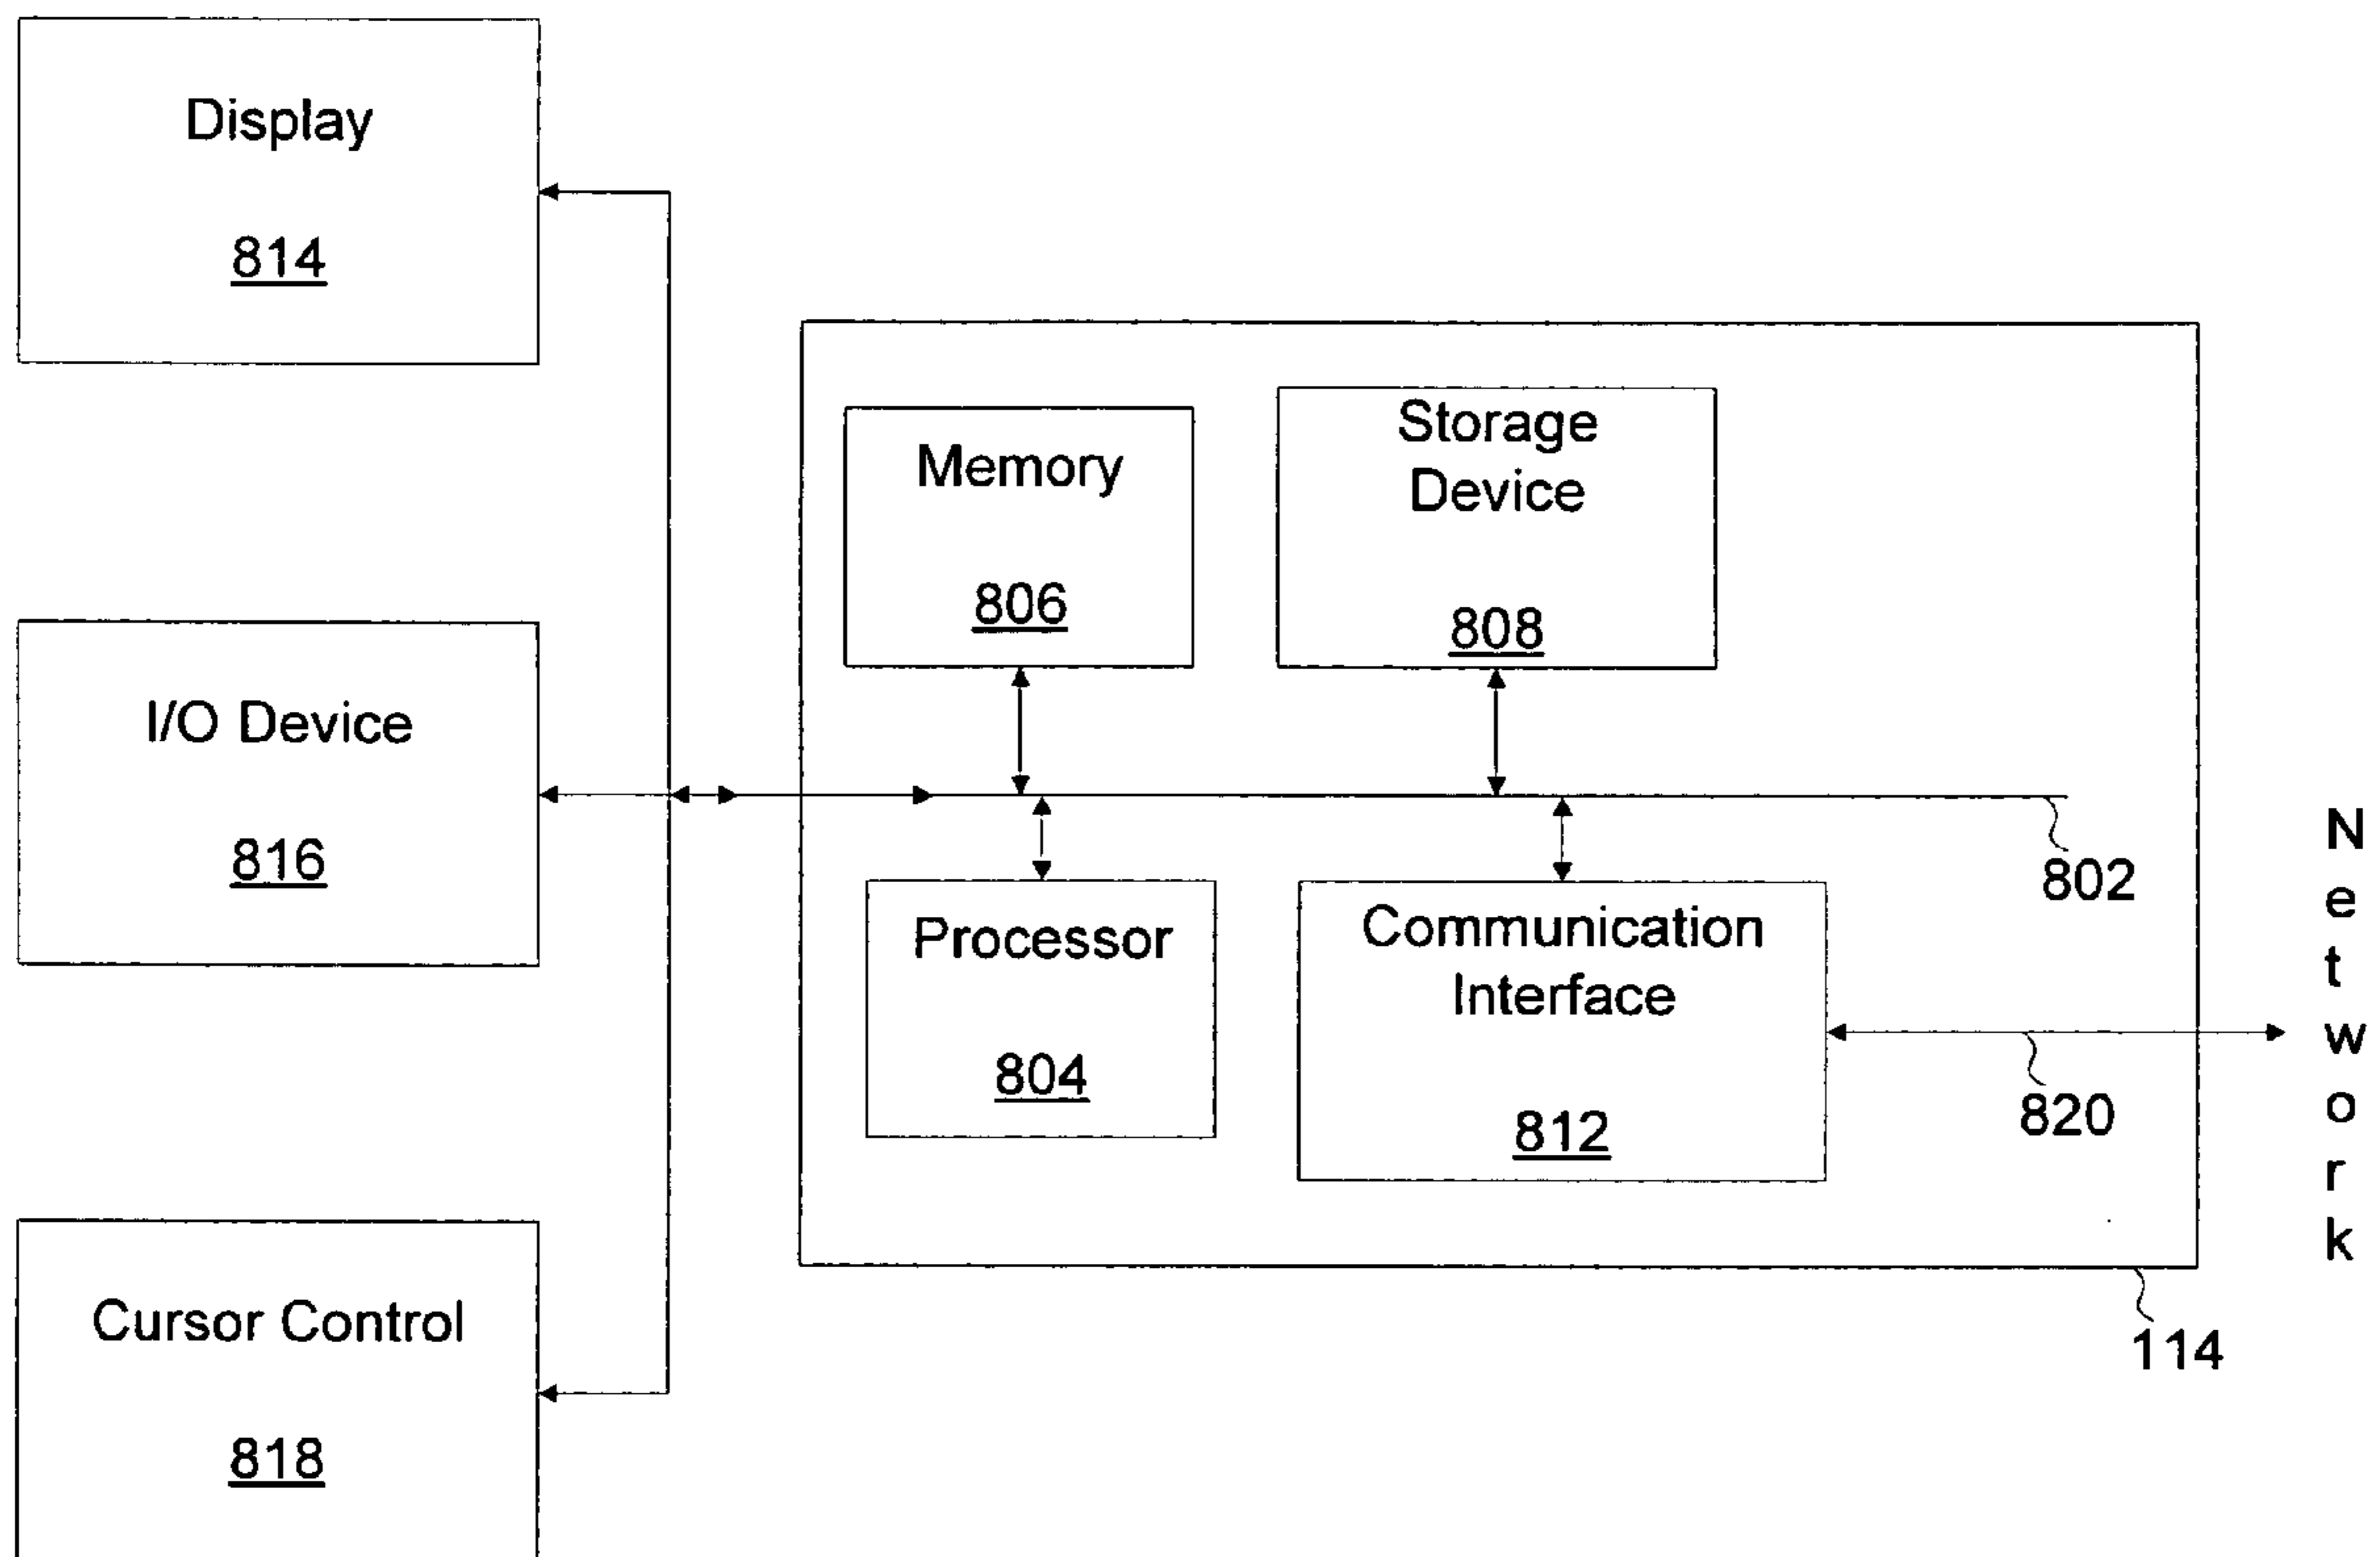 Display
814
Memory
806
Storage
Device
808
I/O Device
816
802
Processor
804
Communication
Interface
812
820
Network
Cursor Control
818
114